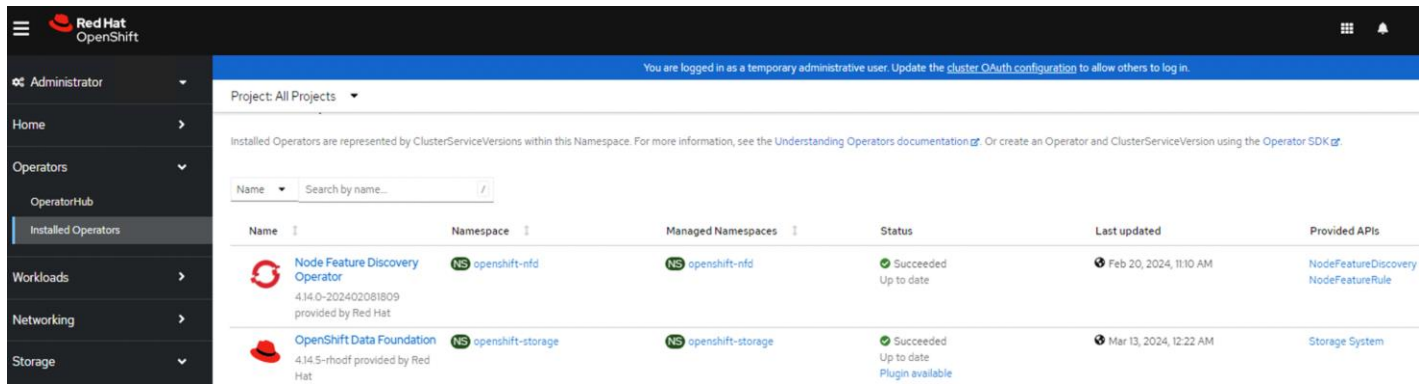 Red Hat
OpenShift
Administrator
You are logged in as a temporary administrative user. Update the cluster OAuth configuration to allow others to log in.
Project: All Projects
Home
Installed Operators are represented by ClusterServiceVersions within this Namespace. For more information, see the Understanding Operators documentation. Or create an Operator and ClusterServiceVersion using the Operator SDK.
Operators
OperatorHub
Installed Operators
Workloads
Networking
Storage
Name Search by name... /
Name Namespace Managed Namespaces Status Last updated Provided APIs
Node Feature Discovery Operator
4.14.0-202402081809
provided by Red Hat
NS openshift-nfd
NS openshift-nfd
Succeeded
Up to date
Feb 20, 2024, 11:10 AM
NodeFeatureDiscovery
NodeFeatureRule
OpenShift Data Foundation
4.14.5-rhodf provided by Red
Hat
NS openshift-storage
NS openshift-storage
Succeeded
Up to date
Plugin available
Mar 13, 2024, 12:22 AM
Storage System